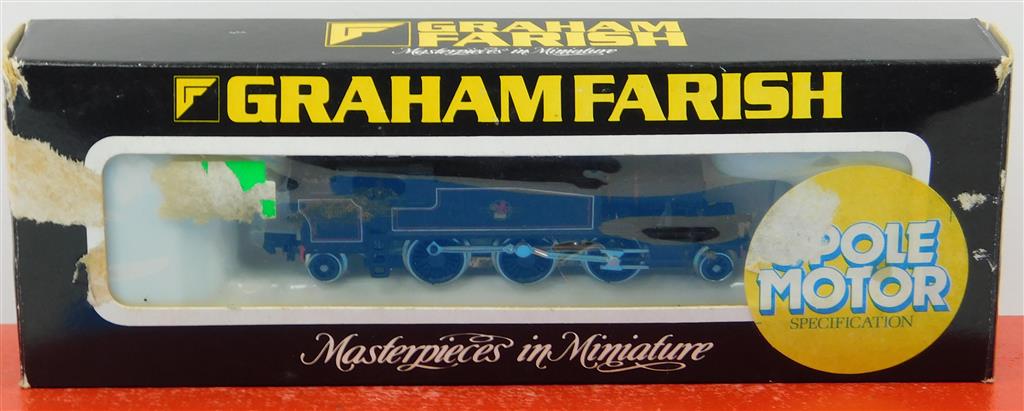 GRAHAM
FARISH
Masterpieces in Miniature
GRAHAM FARISH
POLE
MOTOR
SPECIFICATION
Masterpieces in Miniature